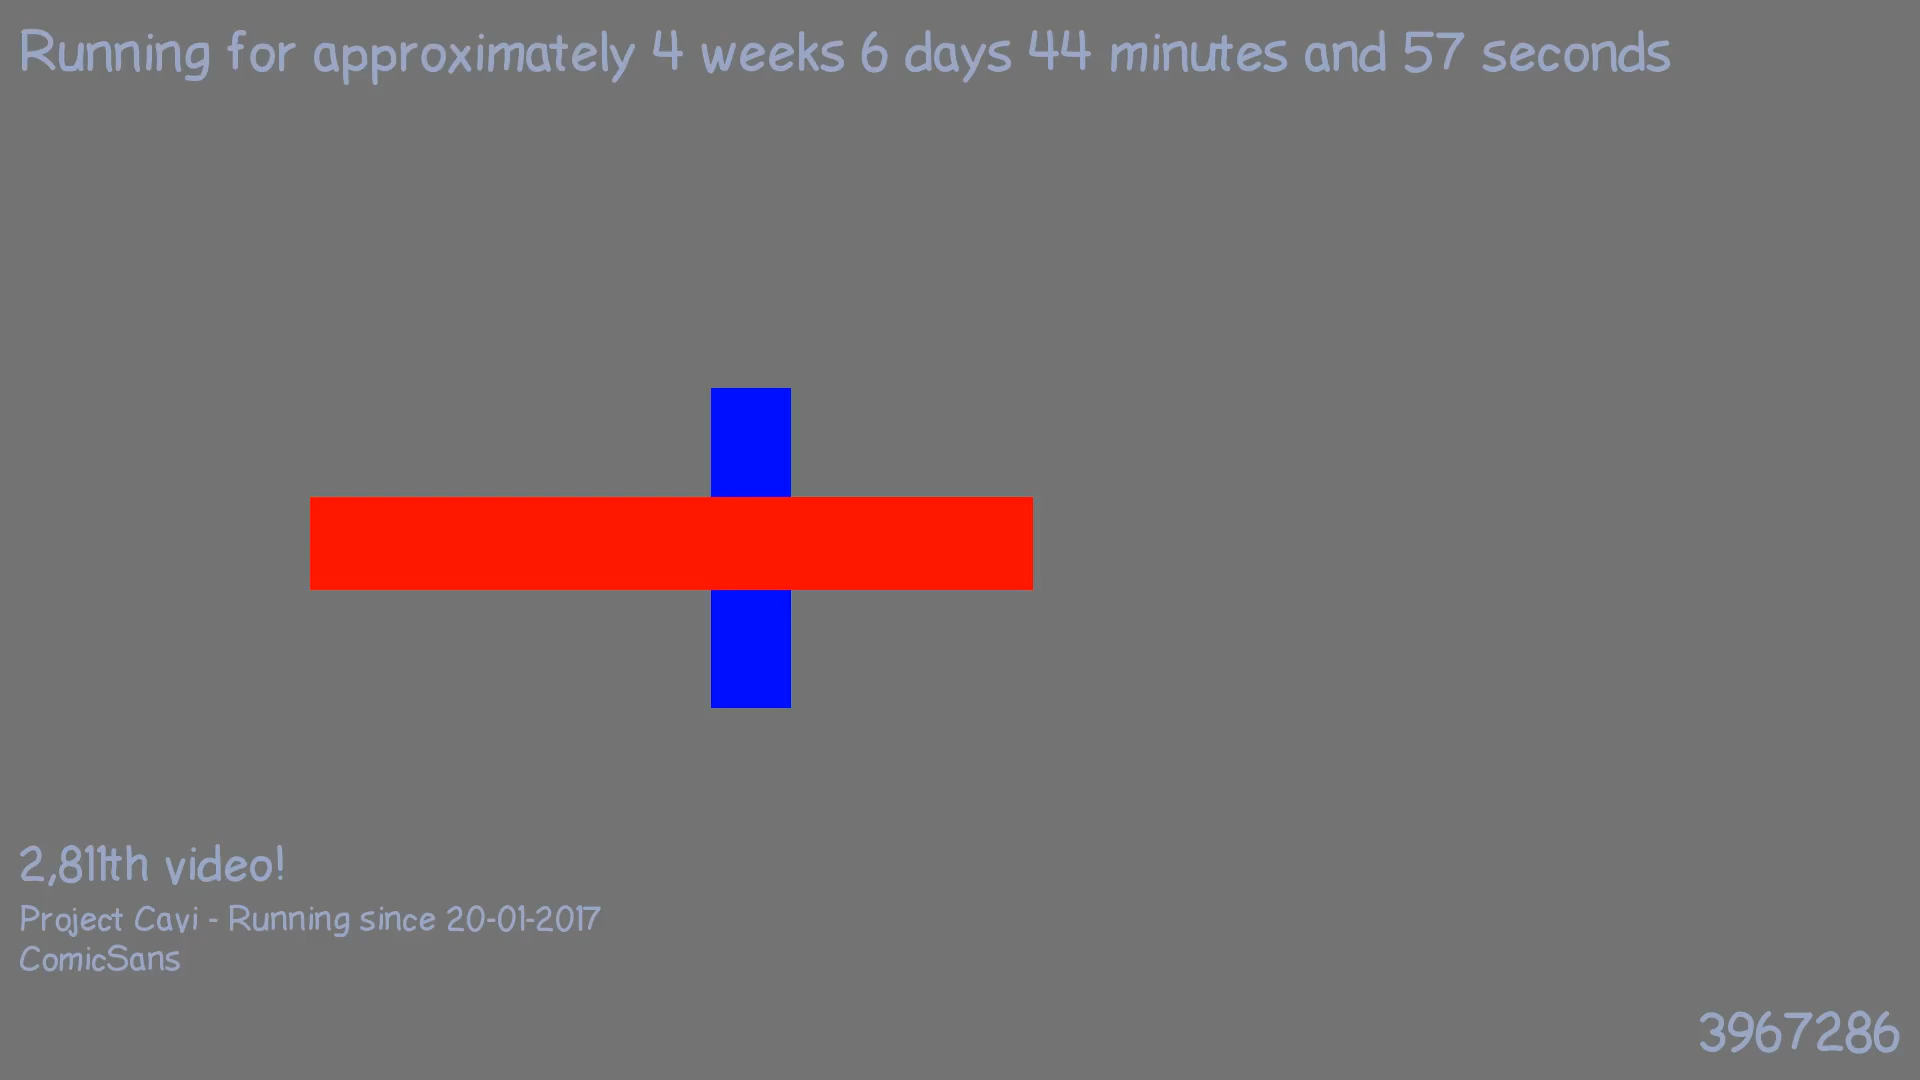 Running for approximately 4 weeks 6 days 44 minutes and 57 seconds
2,811th video!
Project Cavi - Running since 20-01-2017
ComicSans
3967286